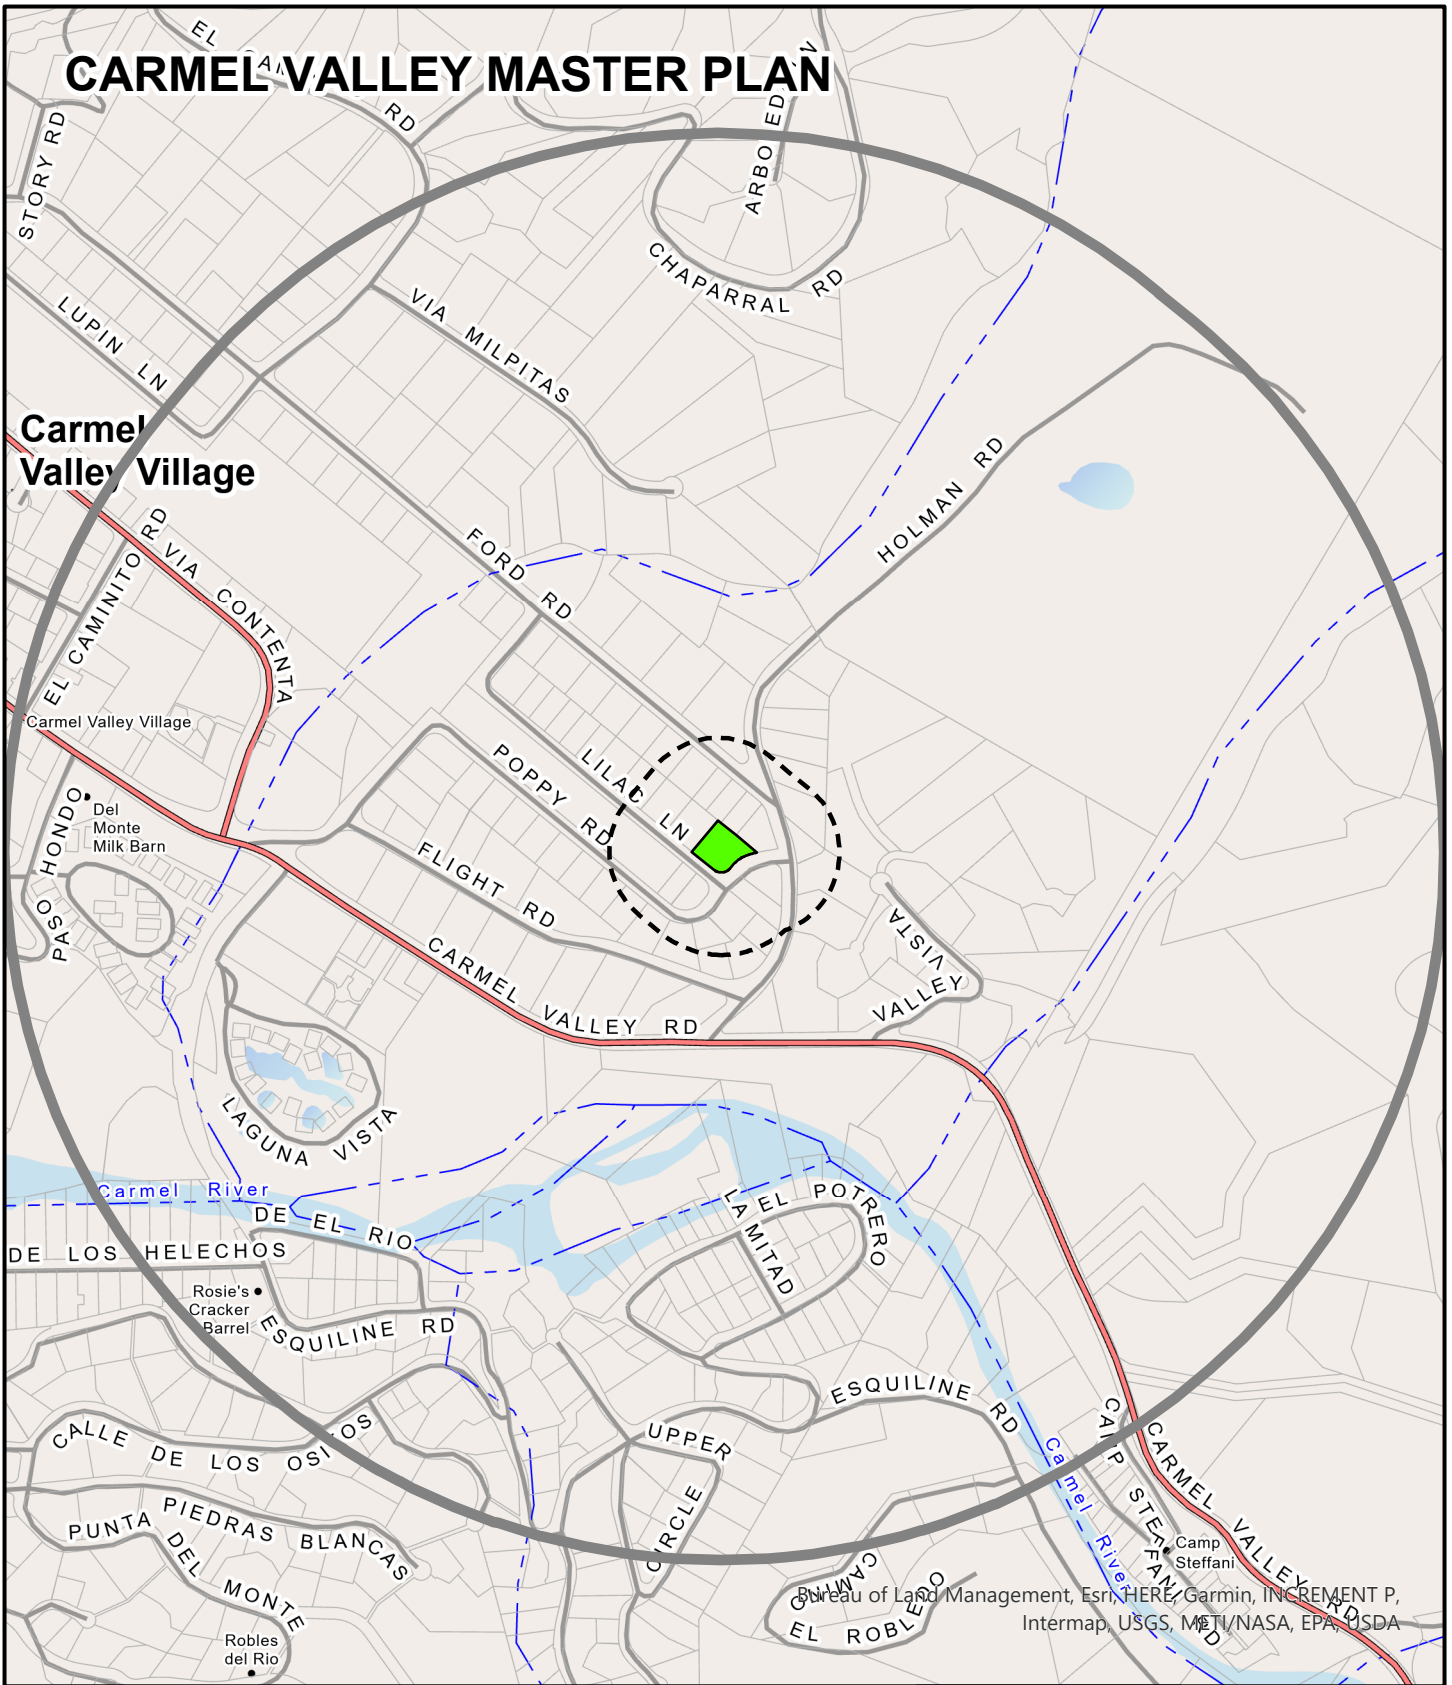 CARMEL VALLEY MASTER PLAN
RD
STORY RD
CHAPARRAL RD
LUPIN LN
VIA MILPITAS
Carmel
Valley Village
HOLMAN RD
FORD RD
EL CAMINITO RD
VIA CONTENTA
Carmel Valley Village
LILAC LN
POPPY RD
FLIGHT RD
Del
Monte
Milk Barn
PASO HONDO
CARMEL VALLEY RD
VALLEY VISTA
LAGUNA VISTA
Carmel River
DE EL RIO
DE LOS HELECHOS
EL POTRERO
LA MITAD
Rosie's
Cracker
Barrel
ESQUILINE RD
ESQUILINE RD
CALLE DE LOS OSITOS
UPPER CIRCLE
PIEDRAS BLANCAS
PUNTA DEL MONTE
Robles
del Rio
Carmel River
CAMP STEFFANI RD
CARMEL VALLEY RD
Camp
Steffani
CAMINO
EL ROBLEDO
Bureau of Land Management, Esri, HERE, Garmin, INCREMENT P,
Intermap, USGS, METI/NASA, EPA, USDA